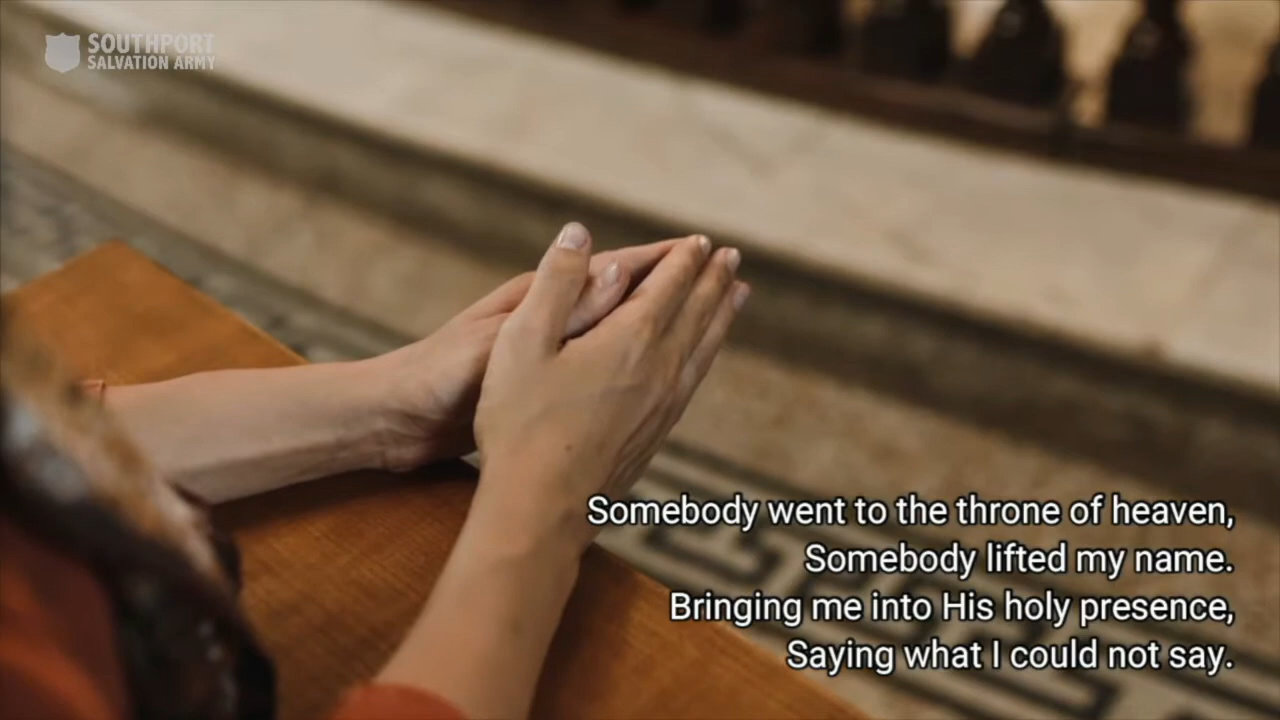 SOUTHPORT
SALVATION ARMY
Somebody went to the throne of heaven,
Somebody lifted my name.
Bringing me into His holy presence,
Saying what I could not say.